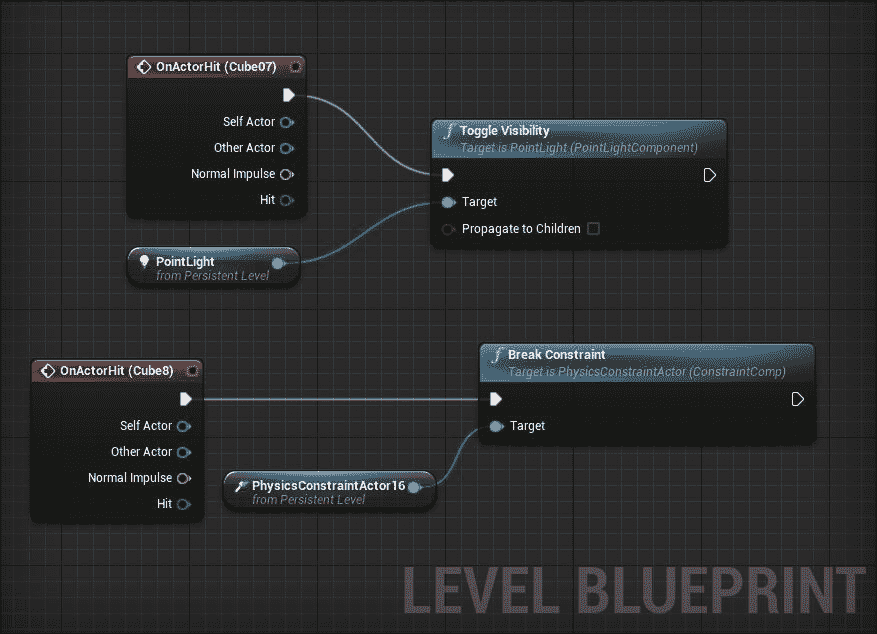 OnActorHit (Cube07)
Self Actor
Other Actor
Normal Impulse
Hit
PointLight
from Persistent Level
Toggle Visibility
Target is PointLight (PointLightComponent)
Target
Propagate to Children
OnActorHit (Cube8)
Self Actor
Other Actor
Normal Impulse
Hit
PhysicsConstraintActor16
from Persistent Level
Break Constraint
Target is PhysicsConstraintActor (ConstraintComp)
Target
LEVEL BLUEPRINT